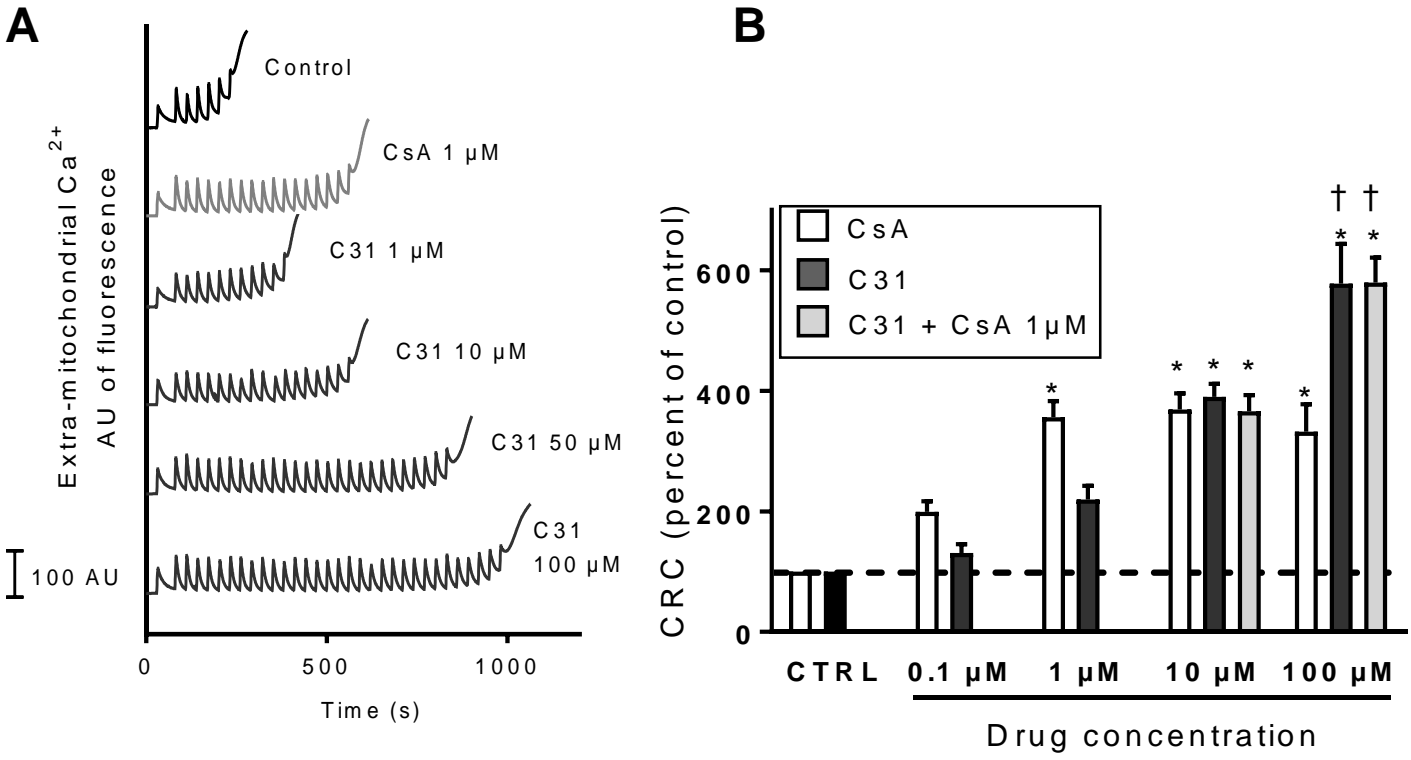 A
Extra-mitochondrial Ca²⁺
AU of fluorescence
Control
CsA 1 µM
C31 1 µM
C31 10 µM
C31 50 µM
C31
100 µM
100 AU
0 500 1000
Time (s)
B
CRC (percent of control)
600
400
200
0
CsA
C31
C31 + CsA 1µM
† †
* *
* * *
* *
CTRL 0.1 µM 1 µM 10 µM 100 µM
Drug concentration